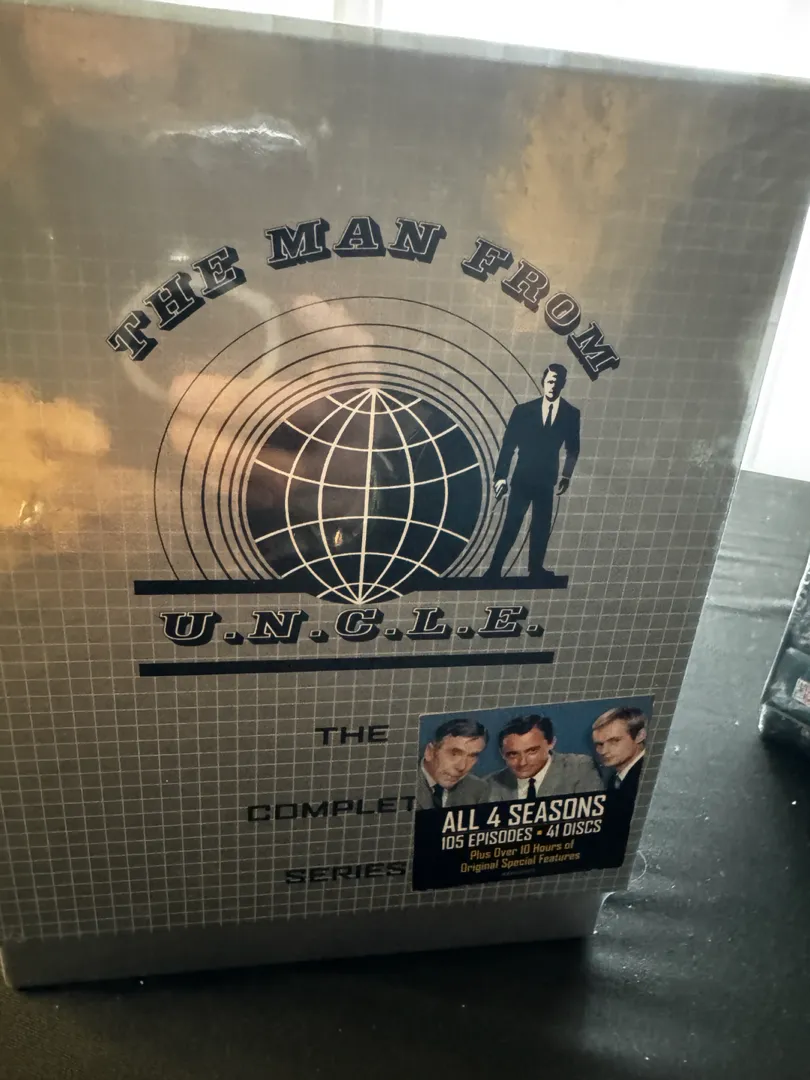 THE MAN FROM
U.N.C.L.E.
THE
COMPLET
SERIES
ALL 4 SEASONS
105 EPISODES • 41 DISCS
Plus Over 10 Hours of
Original Special Features